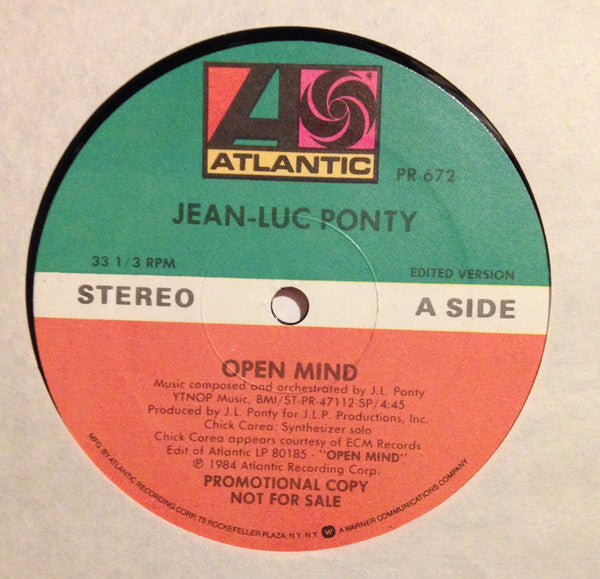 ATLANTIC
®
PR 672
JEAN-LUC PONTY
33 1/3 RPM
EDITED VERSION
STEREO
A SIDE
OPEN MIND
Music composed and orchestrated by J.L. Ponty
YTNOP Music, BMI/ST-PR-47112-SP/4:45
Produced by J.L. Ponty for J.L.P. Productions, Inc.
Chick Corea: Synthesizer solo
Chick Corea appears courtesy of ECM Records
Edit of Atlantic LP 80185 - "OPEN MIND"
℗ 1984 Atlantic Recording Corp.
PROMOTIONAL COPY
NOT FOR SALE
MFG. BY ATLANTIC RECORDING CORP., 75 ROCKEFELLER PLAZA, N.Y. N.Y. W A WARNER COMMUNICATIONS COMPANY